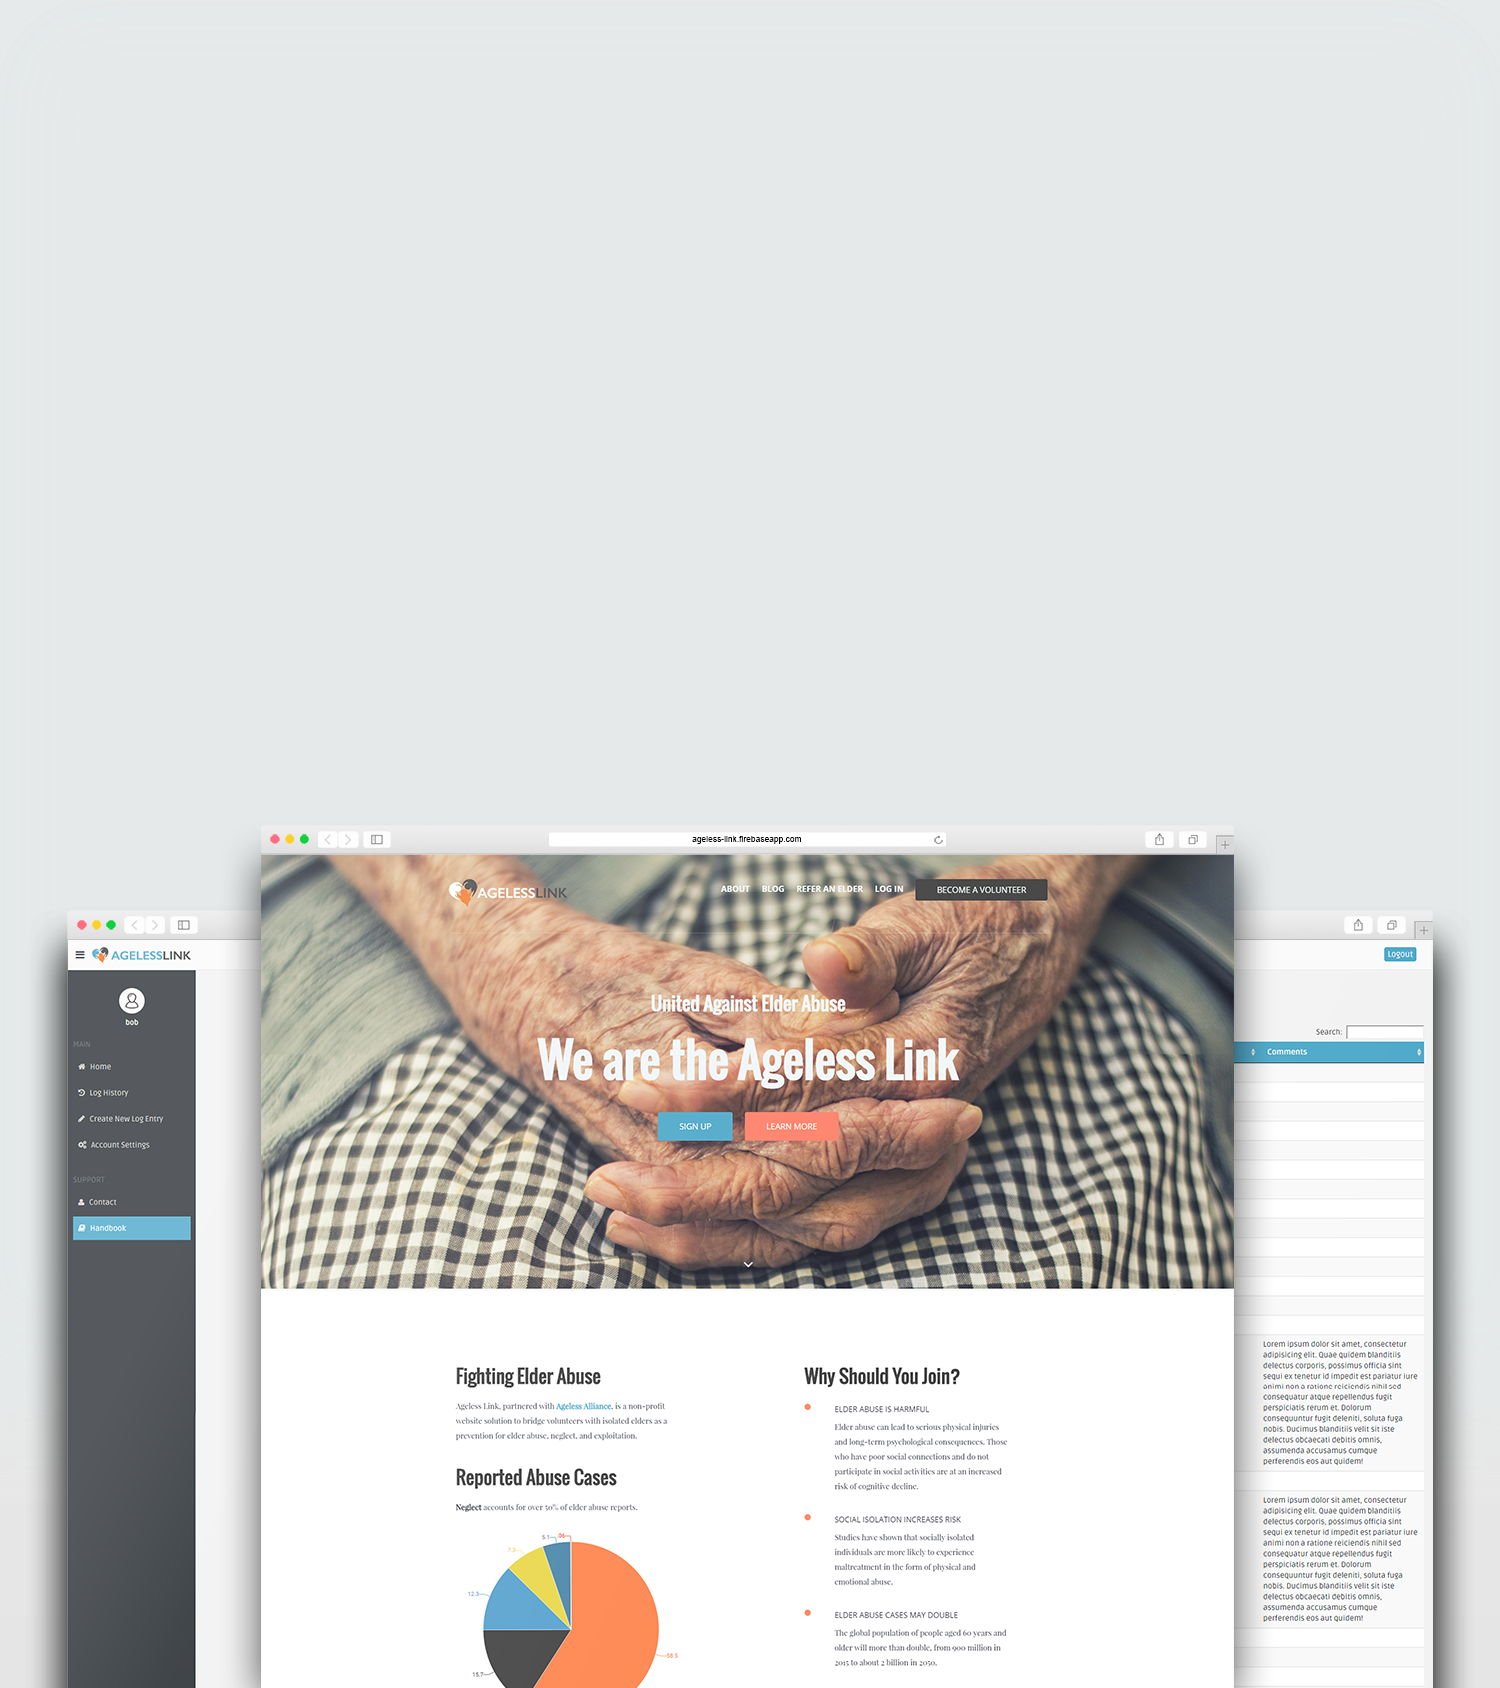 ageless-link.firebaseapp.com
AGELESSLINK
ABOUT
BLOG
REFER AN ELDER
LOG IN
BECOME A VOLUNTEER
United Against Elder Abuse
We are the Ageless Link
SIGN UP
LEARN MORE
Fighting Elder Abuse
Ageless Link, partnered with Ageless Alliance, is a non-profit
website solution to bridge volunteers with isolated elders as a
prevention for elder abuse, neglect, and exploitation.
Reported Abuse Cases
Neglect accounts for over 50% of elder abuse reports.
5.1
.06
7.3
12.3
15.7
58.5
Why Should You Join?
ELDER ABUSE IS HARMFUL
Elder abuse can lead to serious physical injuries
and long-term psychological consequences. Those
who have poor social connections and do not
participate in social activities are at an increased
risk of cognitive decline.
SOCIAL ISOLATION INCREASES RISK
Studies have shown that socially isolated
individuals are more likely to experience
maltreatment in the form of physical and
emotional abuse.
ELDER ABUSE CASES MAY DOUBLE
The global population of people aged 60 years and
older will more than double, from 900 million in
2015 to about 2 billion in 2050.
AGELESSLINK
bob
MAIN
Home
Log History
Create New Log Entry
Account Settings
SUPPORT
Contact
Handbook
Logout
Search:
Comments
Lorem ipsum dolor sit amet, consectetur
adipisicing elit. Quae quidem blanditiis
delectus corporis, possimus officia sint
sequi ex tenetur id impedit est pariatur iure
animi non a ratione reiciendis nihil sed
consequatur atque repellendus fugit
perspiciatis rerum et. Dolorum
consequuntur fugit deleniti, soluta fuga
nobis. Ducimus blanditiis velit sit iste
delectus obcaecati debitis omnis,
assumenda accusamus cumque
perferendis eos aut quidem!
Lorem ipsum dolor sit amet, consectetur
adipisicing elit. Quae quidem blanditiis
delectus corporis, possimus officia sint
sequi ex tenetur id impedit est pariatur iure
animi non a ratione reiciendis nihil sed
consequatur atque repellendus fugit
perspiciatis rerum et. Dolorum
consequuntur fugit deleniti, soluta fuga
nobis. Ducimus blanditiis velit sit iste
delectus obcaecati debitis omnis,
assumenda accusamus cumque
perferendis eos aut quidem!